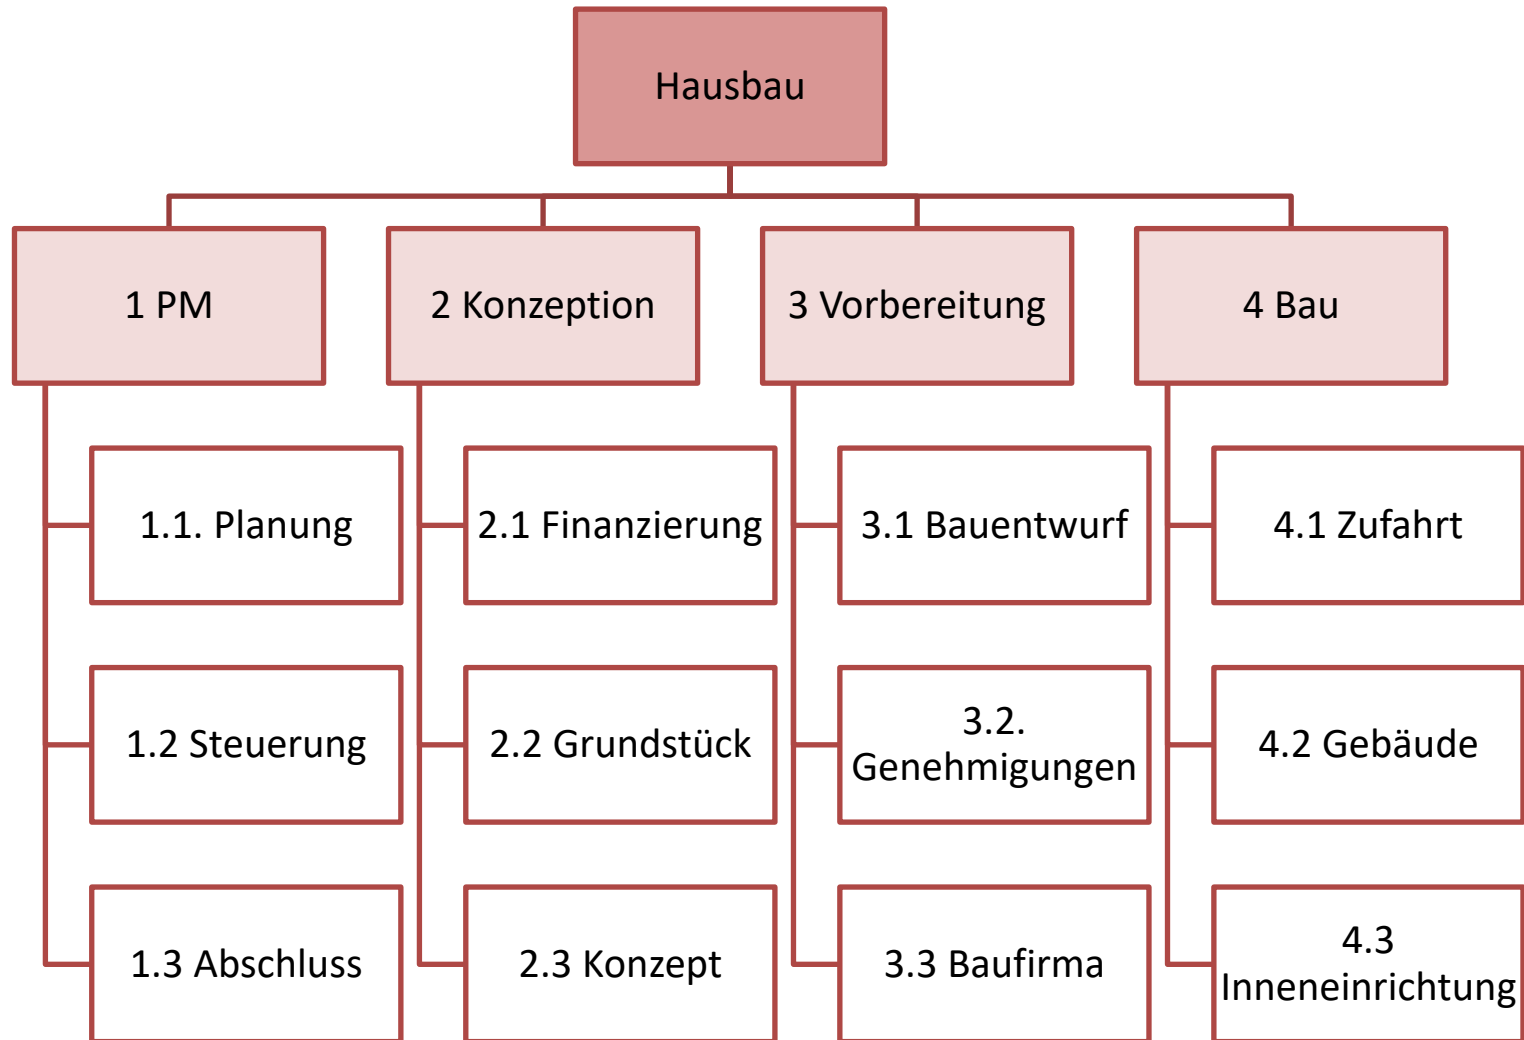 Hausbau
1 PM
2 Konzeption
3 Vorbereitung
4 Bau
1.1. Planung
2.1 Finanzierung
3.1 Bauentwurf
4.1 Zufahrt
1.2 Steuerung
2.2 Grundstück
3.2.
Genehmigungen
4.2 Gebäude
1.3 Abschluss
2.3 Konzept
3.3 Baufirma
4.3
Inneneinrichtung